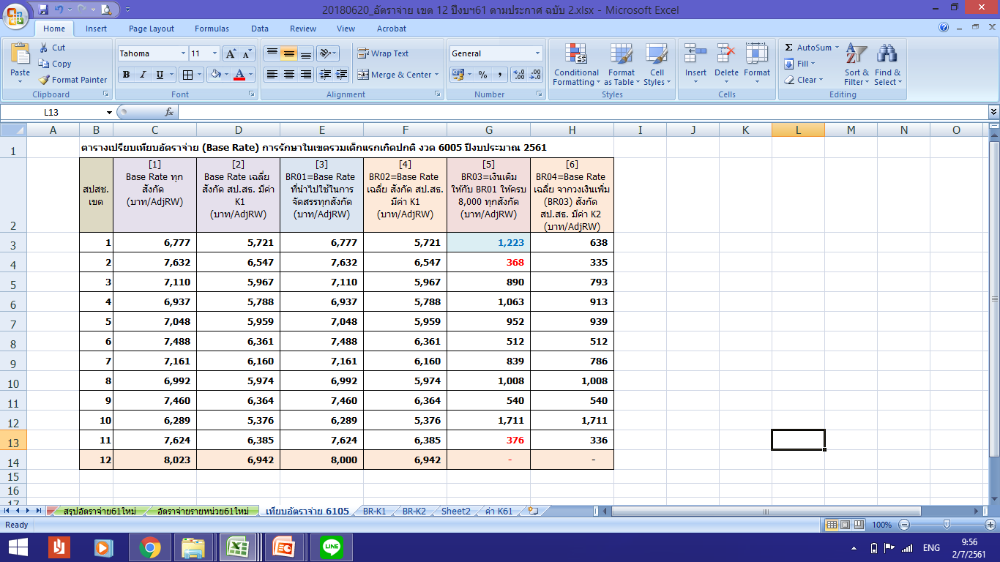 20180620_อัตราจ่าย เขต 12 ปีงบฯ61 ตามประกาศ ฉบับ 2.xlsx - Microsoft Excel
Home Insert Page Layout Formulas Data Review View Acrobat
Paste Cut Copy Format Painter Clipboard
Tahoma 11 B I U A A A Font
Wrap Text Merge & Center Alignment
General % , Number
Conditional Formatting Format as Table Cell Styles Styles
Insert Delete Format Cells
Σ AutoSum Fill Clear Sort & Filter Find & Select Editing
L13 fx
A B C D E F G H I J K L M N O
1 ตารางเปรียบเทียบอัตราจ่าย (Base Rate) การรักษาในเขตรวมเด็กแรกเกิดปกติ งวด 6005 ปีงบประมาณ 2561
2
สปสช.
เขต
[1]
Base Rate ทุก
สังกัด
(บาท/AdjRW)
[2]
Base Rate เฉลี่ย
สังกัด สป.สธ. มีค่า
K1
(บาท/AdjRW)
[3]
BR01=Base Rate
ที่นำไปใช้ในการ
จัดสรรทุกสังกัด
(บาท/AdjRW)
[4]
BR02=Base Rate
เฉลี่ย สังกัด สป.สธ.
มีค่า K1
(บาท/AdjRW)
[5]
BR03=เงินเติม
ให้กับ BR01 ให้ครบ
8,000 ทุกสังกัด
(บาท/AdjRW)
[6]
BR04=Base Rate
เฉลี่ย จากวงเงินเพิ่ม
(BR03) สังกัด
สป.สธ. มีค่า K2
(บาท/AdjRW)
3 1 6,777 5,721 6,777 5,721 1,223 638
4 2 7,632 6,547 7,632 6,547 368 335
5 3 7,110 5,967 7,110 5,967 890 793
6 4 6,937 5,788 6,937 5,788 1,063 913
7 5 7,048 5,959 7,048 5,959 952 939
8 6 7,488 6,361 7,488 6,361 512 512
9 7 7,161 6,160 7,161 6,160 839 786
10 8 6,992 5,974 6,992 5,974 1,008 1,008
11 9 7,460 6,364 7,460 6,364 540 540
12 10 6,289 5,376 6,289 5,376 1,711 1,711
13 11 7,624 6,385 7,624 6,385 376 336
14 12 8,023 6,942 8,000 6,942 - -
15
16
17
สรุปอัตราจ่าย61ใหม่ อัตราจ่ายรายหน่วย61ใหม่ เทียบอัตราจ่าย 6105 BR-K1 BR-K2 Sheet2 ค่า K61
Ready 100%
LINE ENG 9:56
2/7/2561